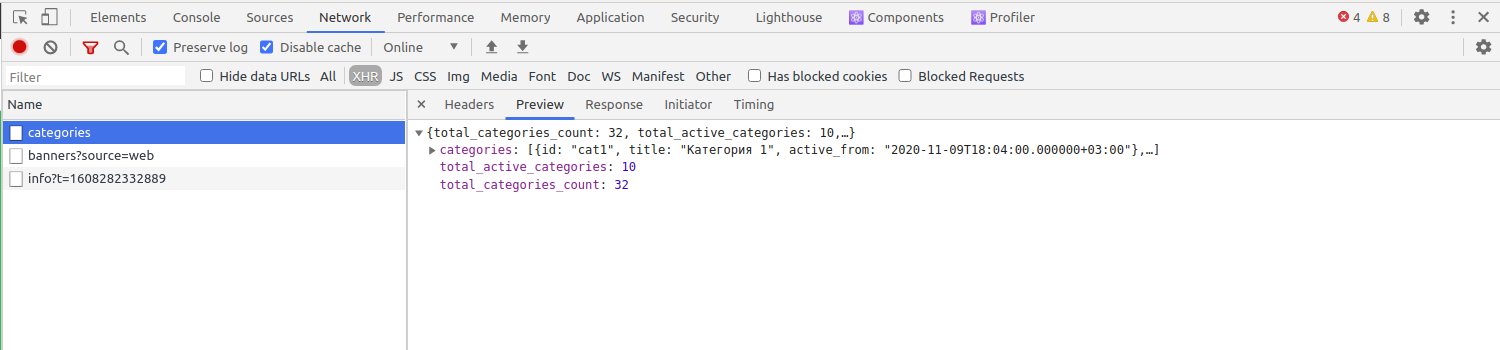 Elements Console Sources Network Performance Memory Application Security Lighthouse Components Profiler 4 8
Preserve log Disable cache Online
Filter Hide data URLs All XHR JS CSS Img Media Font Doc WS Manifest Other Has blocked cookies Blocked Requests
Name
Headers Preview Response Initiator Timing
categories
banners?source=web
info?t=1608282332889
{total_categories_count: 32, total_active_categories: 10,…}
categories: [{id: "cat1", title: "Категория 1", active_from: "2020-11-09T18:04:00.000000+03:00"},…]
total_active_categories: 10
total_categories_count: 32